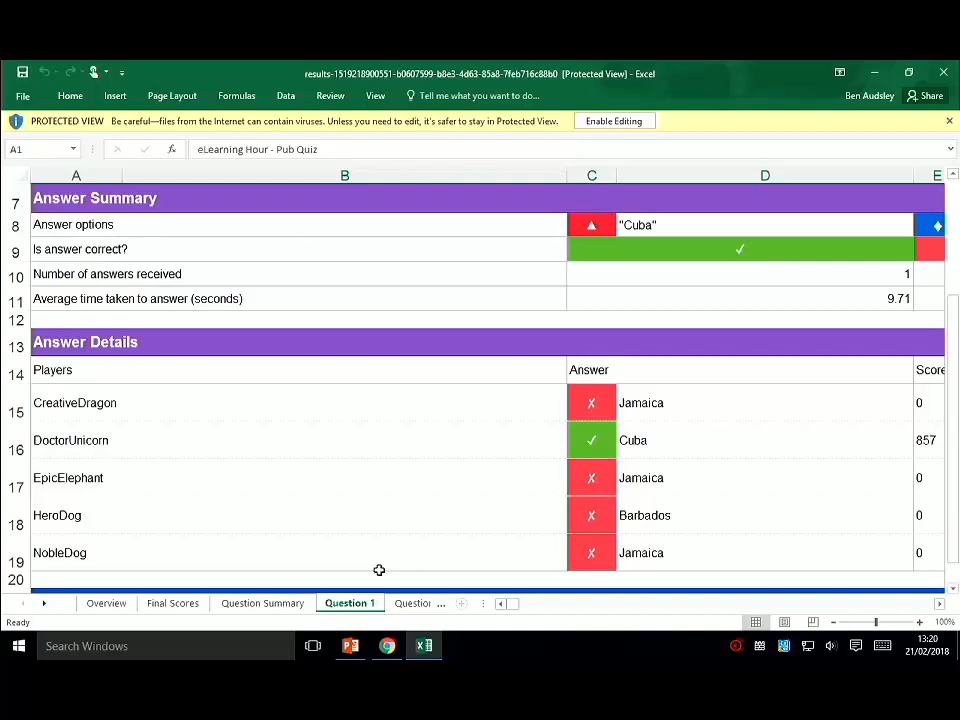 results-1519218900551-b0607599-b8e3-4d63-85a8-7feb716c88b0 [Protected View] - Excel
File Home Insert Page Layout Formulas Data Review View Tell me what you want to do... Ben Audsley Share
PROTECTED VIEW Be careful—files from the Internet can contain viruses. Unless you need to edit, it's safer to stay in Protected View. Enable Editing
A1 fx eLearning Hour - Pub Quiz
A B C D E
7 Answer Summary
8 Answer options "Cuba"
9 Is answer correct? ✓
10 Number of answers received 1
11 Average time taken to answer (seconds) 9.71
12
13 Answer Details
14 Players Answer Score
15 CreativeDragon ✗ Jamaica 0
16 DoctorUnicorn ✓ Cuba 857
17 EpicElephant ✗ Jamaica 0
18 HeroDog ✗ Barbados 0
19 NobleDog ✗ Jamaica 0
20
Overview Final Scores Question Summary Question 1 Question ...
Ready 100%
Search Windows 13:20
21/02/2018